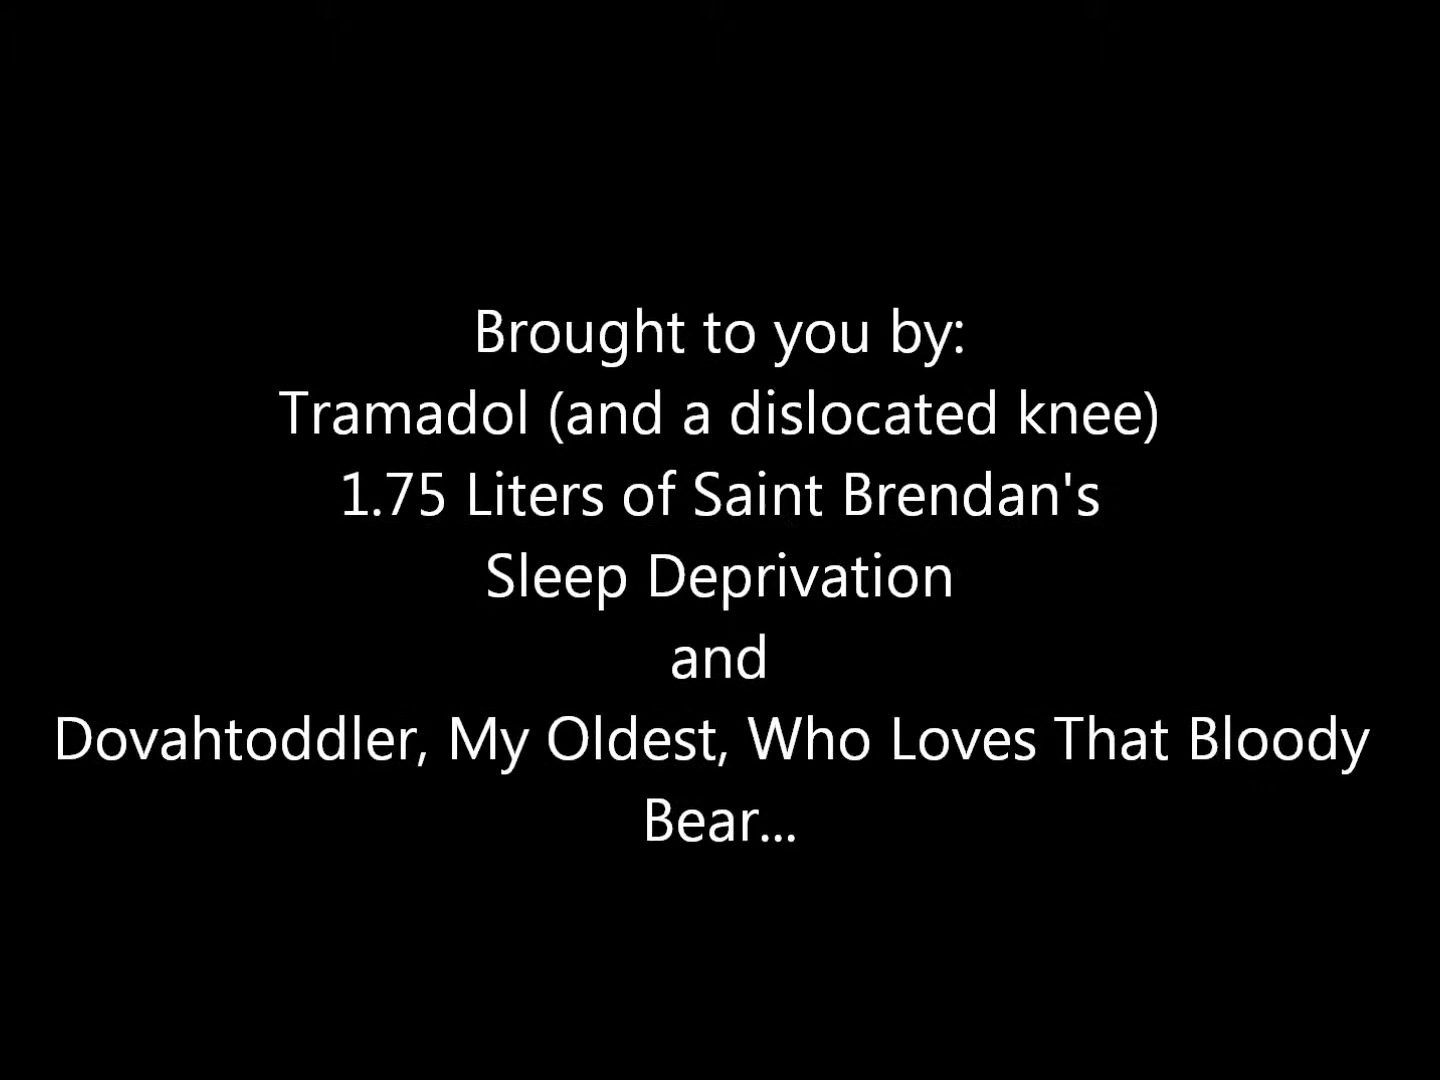 Brought to you by:
Tramadol (and a dislocated knee)
1.75 Liters of Saint Brendan's
Sleep Deprivation
and
Dovahtoddler, My Oldest, Who Loves That Bloody
Bear...